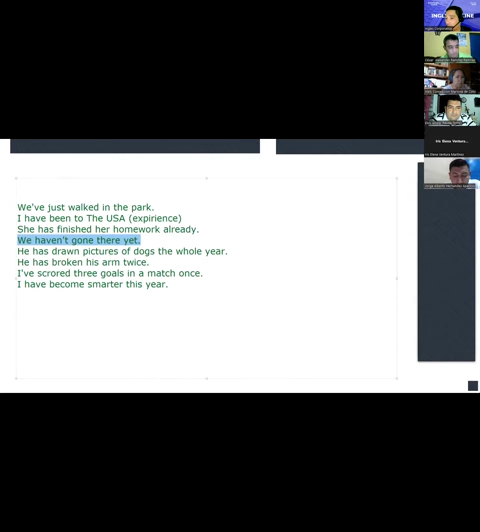 We've just walked in the park.
I have been to The USA (expirience)
She has finished her homework already.
We haven't gone there yet.
He has drawn pictures of dogs the whole year.
He has broken his arm twice.
I've scrored three goals in a match once.
I have become smarter this year.